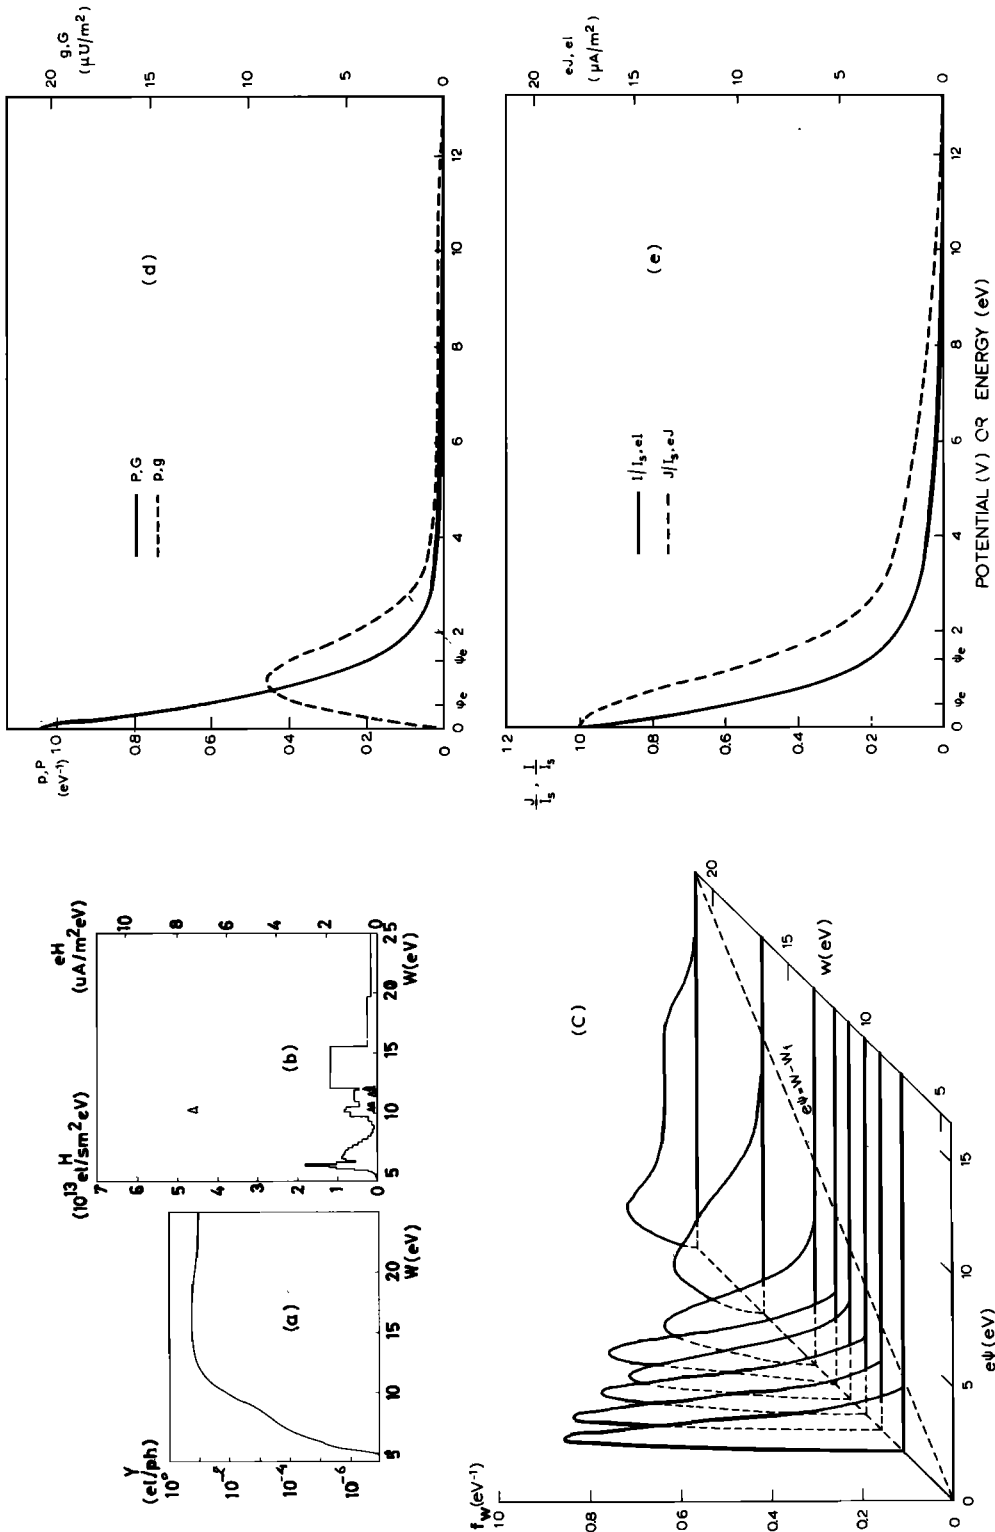 Y
(el/ph)
10⁰
10⁻²
10⁻⁴
10⁻⁶
5
10
15
20
W(eV)
(a)
H
(10¹³ el/sm²eV)
eH
(uA/m²eV)
7
6
5
4
3
2
1
0
10
8
6
4
2
0
5
10
15
20
25
W(eV)
(b)
f_W(eV⁻¹)
1.0
0.8
0.6
0.4
0.2
0
0
5
10
15
eψ(eV)
5
10
15
20
W(eV)
eψ=W-W₁
(C)
p,P
(eV⁻¹)
1.0
0.8
0.6
0.4
0.2
0
g,G
(μU/m²)
20
15
10
5
0
P,G
p,g
(d)
0
ψₑ
ψₑ
2
4
6
8
10
12
J/Iₛ, I/Iₛ
1.2
1.0
0.8
0.6
0.4
0.2
0
eJ, eI
(μA/m²)
20
15
10
5
0
I/Iₛ,eI
J/Iₛ,eJ
(e)
0
ψₑ
ψₑ
2
4
6
8
10
12
POTENTIAL (V) OR ENERGY (eV)